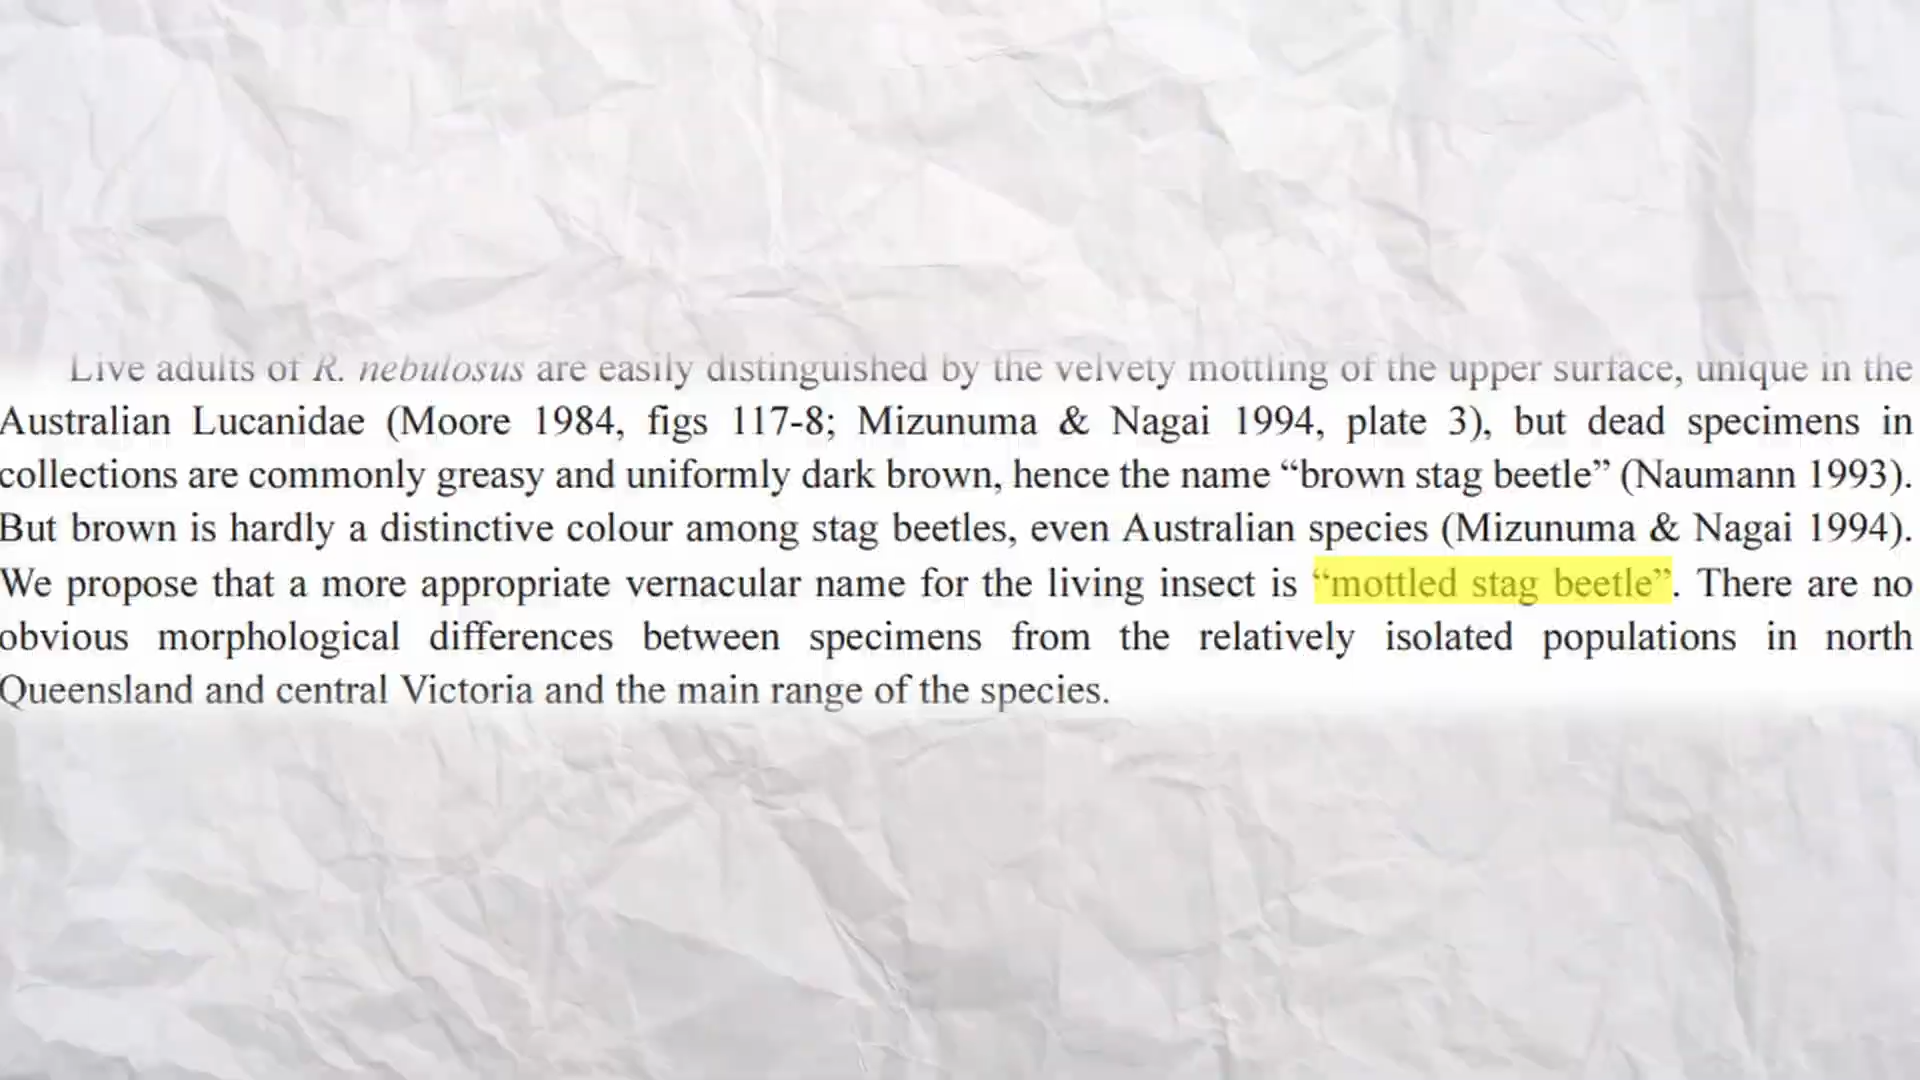 Live adults of R. nebulosus are easily distinguished by the velvety mottling of the upper surface, unique in the
Australian Lucanidae (Moore 1984, figs 117-8; Mizunuma & Nagai 1994, plate 3), but dead specimens in
collections are commonly greasy and uniformly dark brown, hence the name “brown stag beetle” (Naumann 1993).
But brown is hardly a distinctive colour among stag beetles, even Australian species (Mizunuma & Nagai 1994).
We propose that a more appropriate vernacular name for the living insect is “mottled stag beetle”. There are no
obvious morphological differences between specimens from the relatively isolated populations in north
Queensland and central Victoria and the main range of the species.